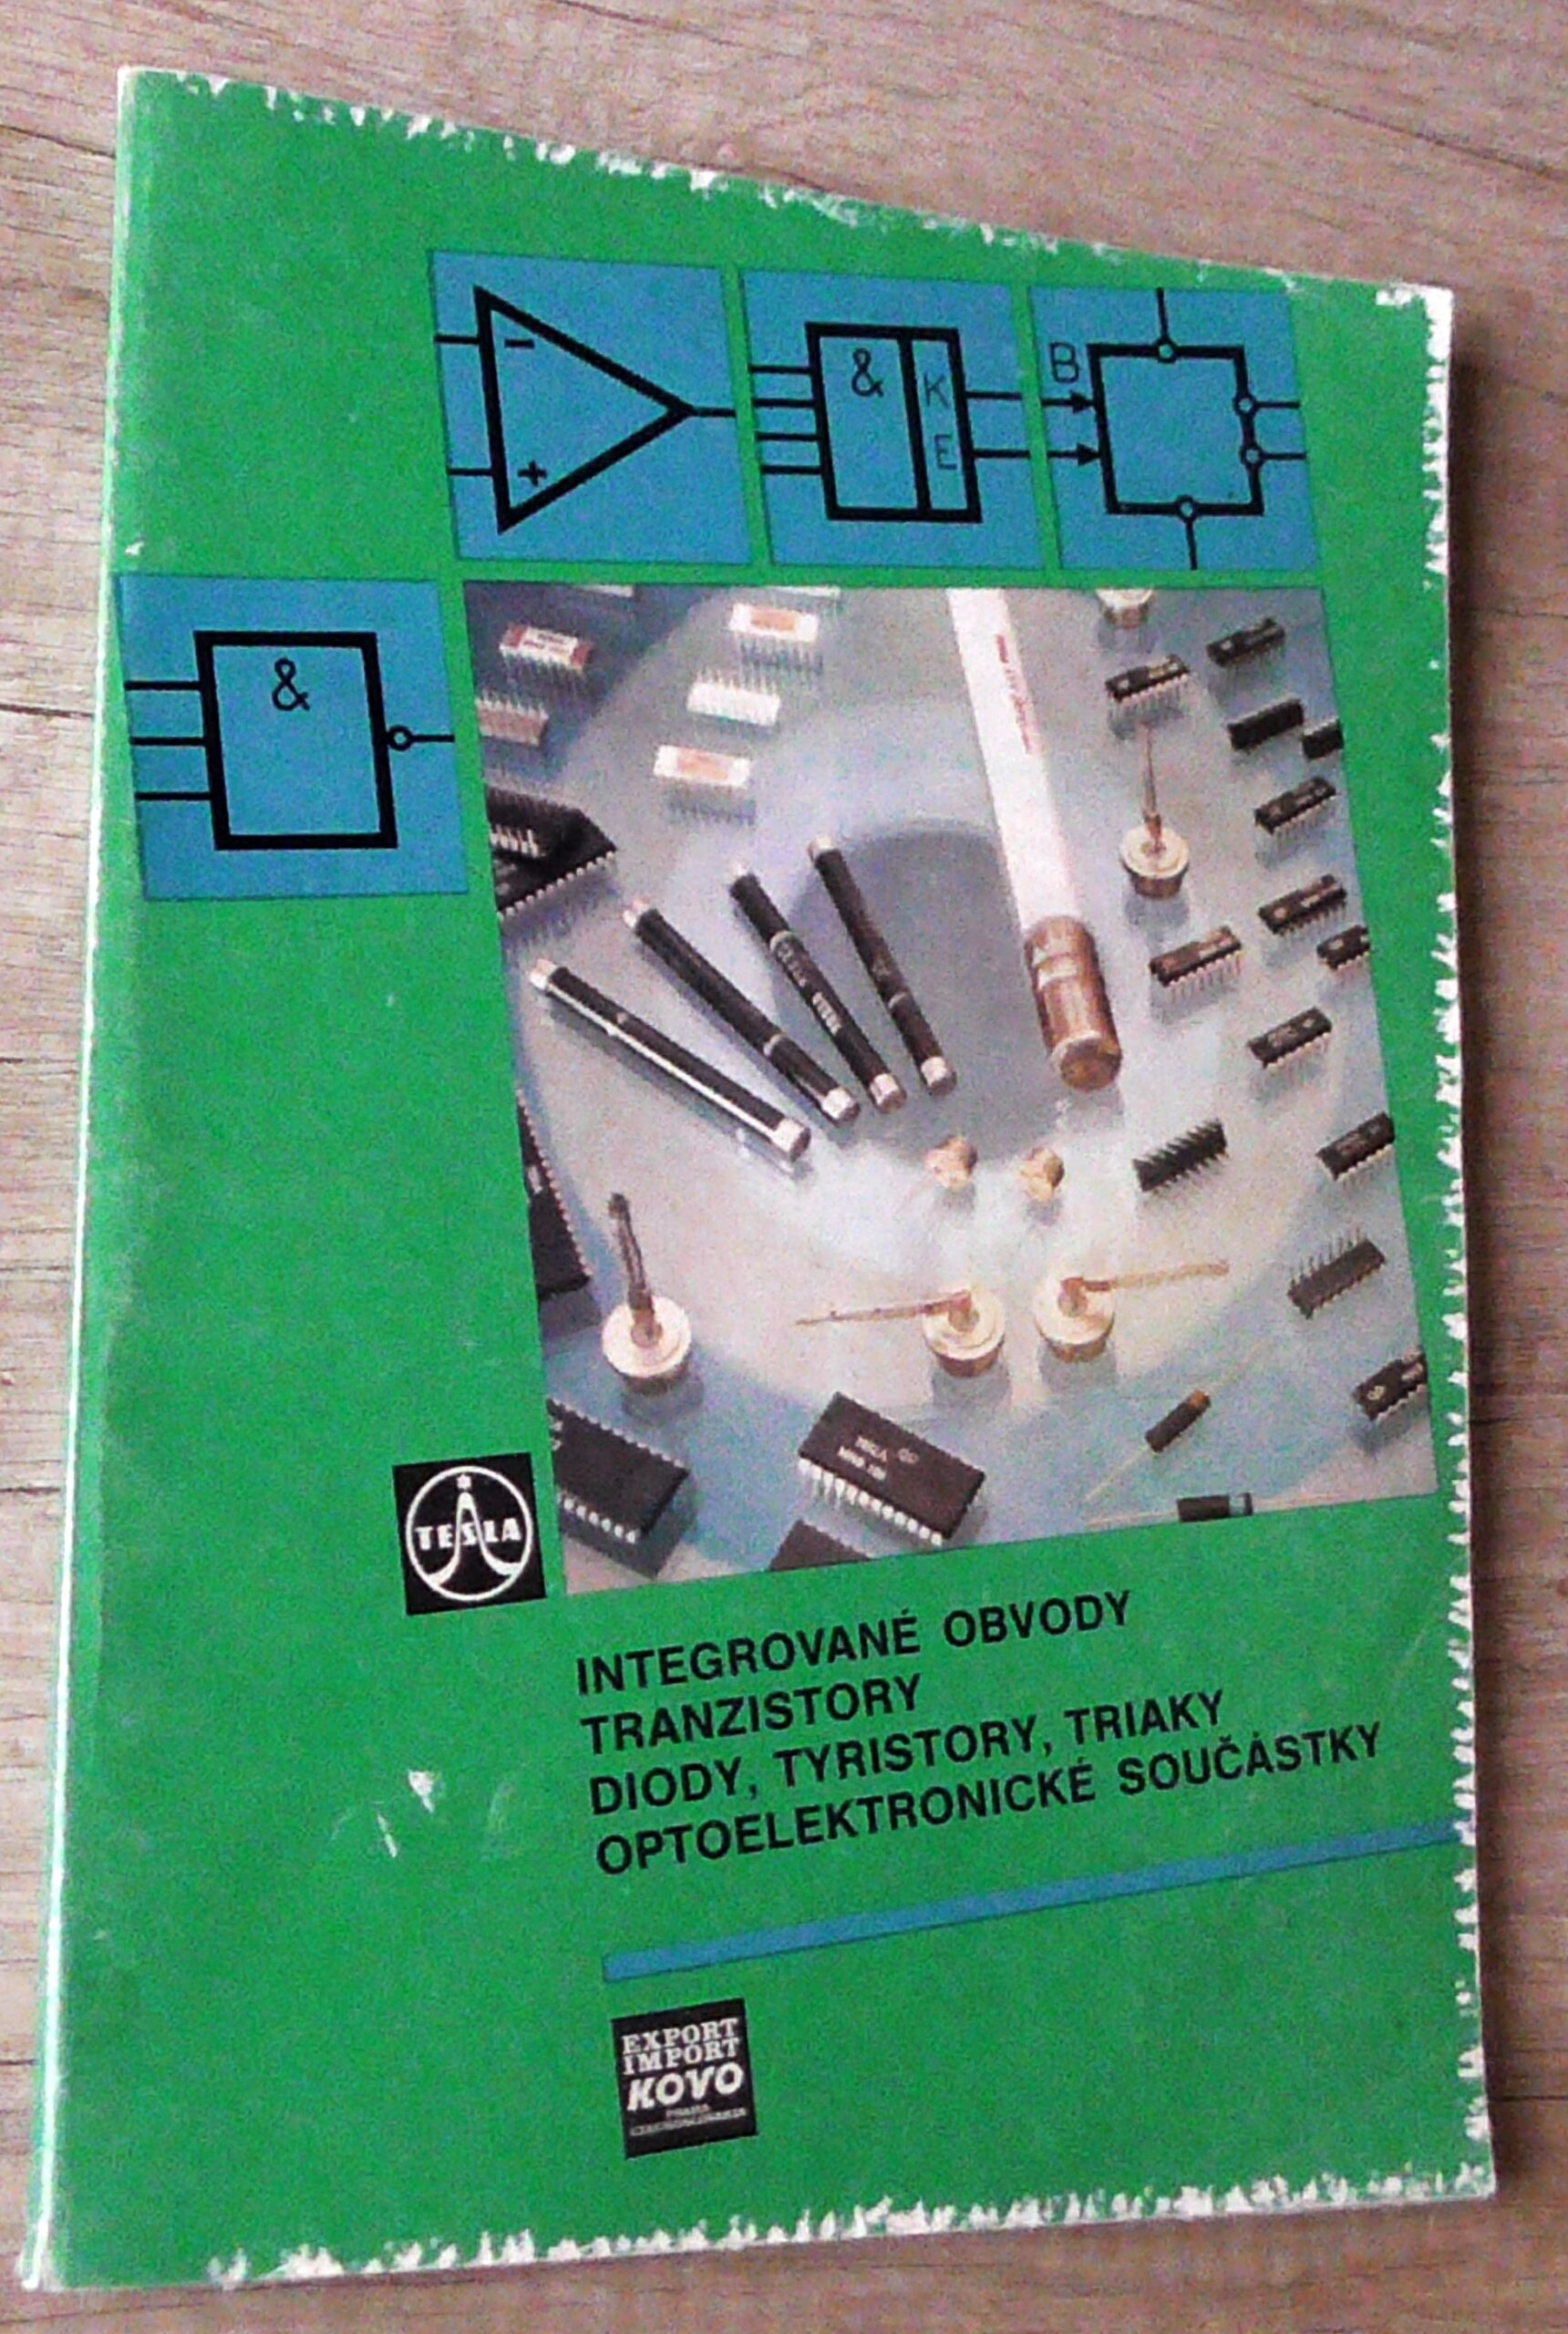 -
+
&
K
E
B
&
TESLA
INTEGROVANÉ OBVODY
TRANZISTORY
DIODY, TYRISTORY, TRIAKY
OPTOELEKTRONICKÉ SOUČÁSTKY
EXPORT
IMPORT
KOVO